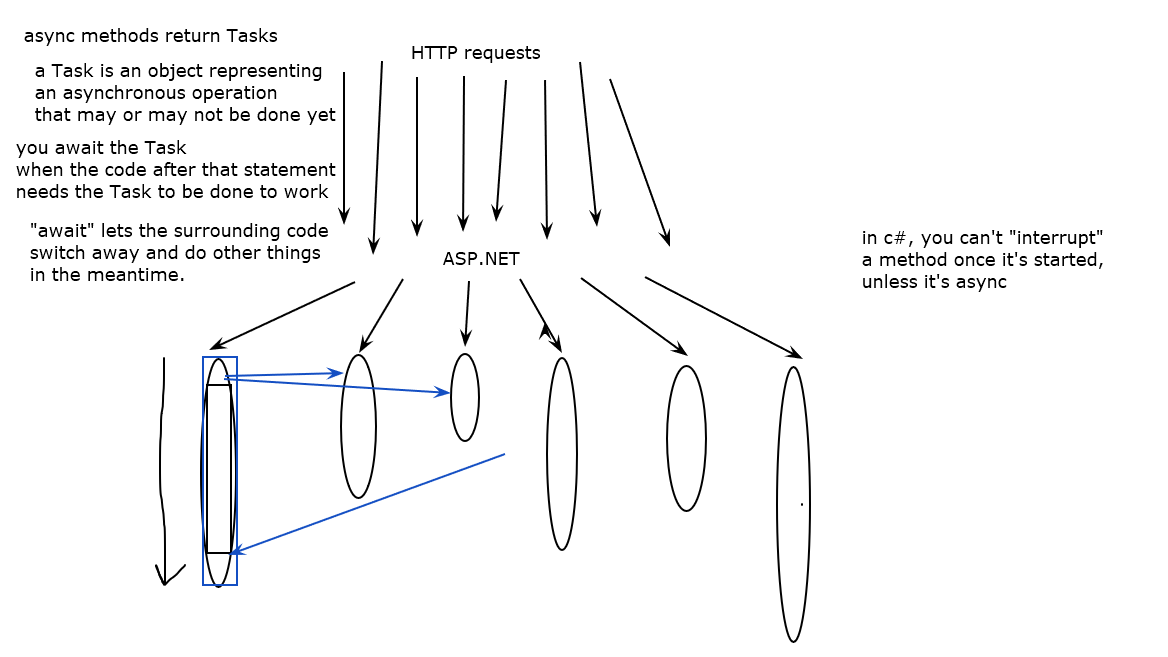 async methods return Tasks
a Task is an object representing
an asynchronous operation
that may or may not be done yet
you await the Task
when the code after that statement
needs the Task to be done to work
"await" lets the surrounding code
switch away and do other things
in the meantime.
HTTP requests
ASP.NET
in c#, you can't "interrupt"
a method once it's started,
unless it's async